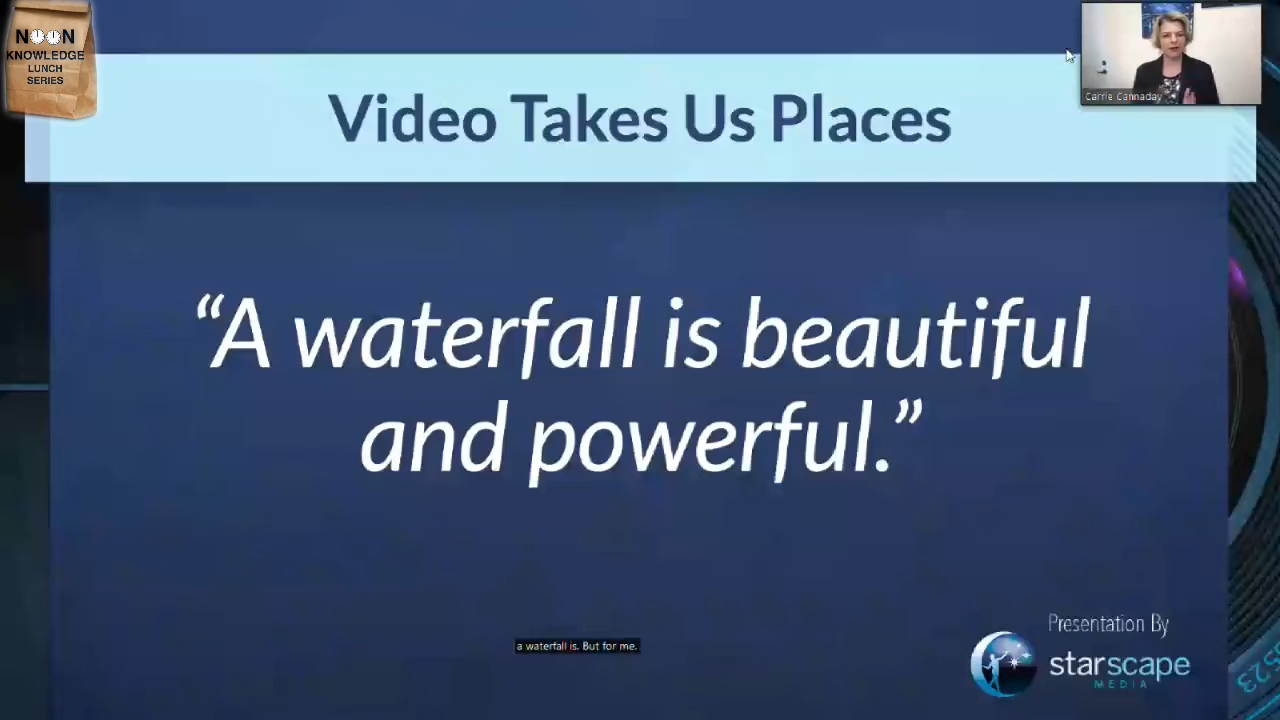 NOON
KNOWLEDGE
LUNCH
SERIES
Carrie Cannaday
Video Takes Us Places
“A waterfall is beautiful
and powerful.”
a waterfall is. But for me.
Presentation By
starscape
MEDIA